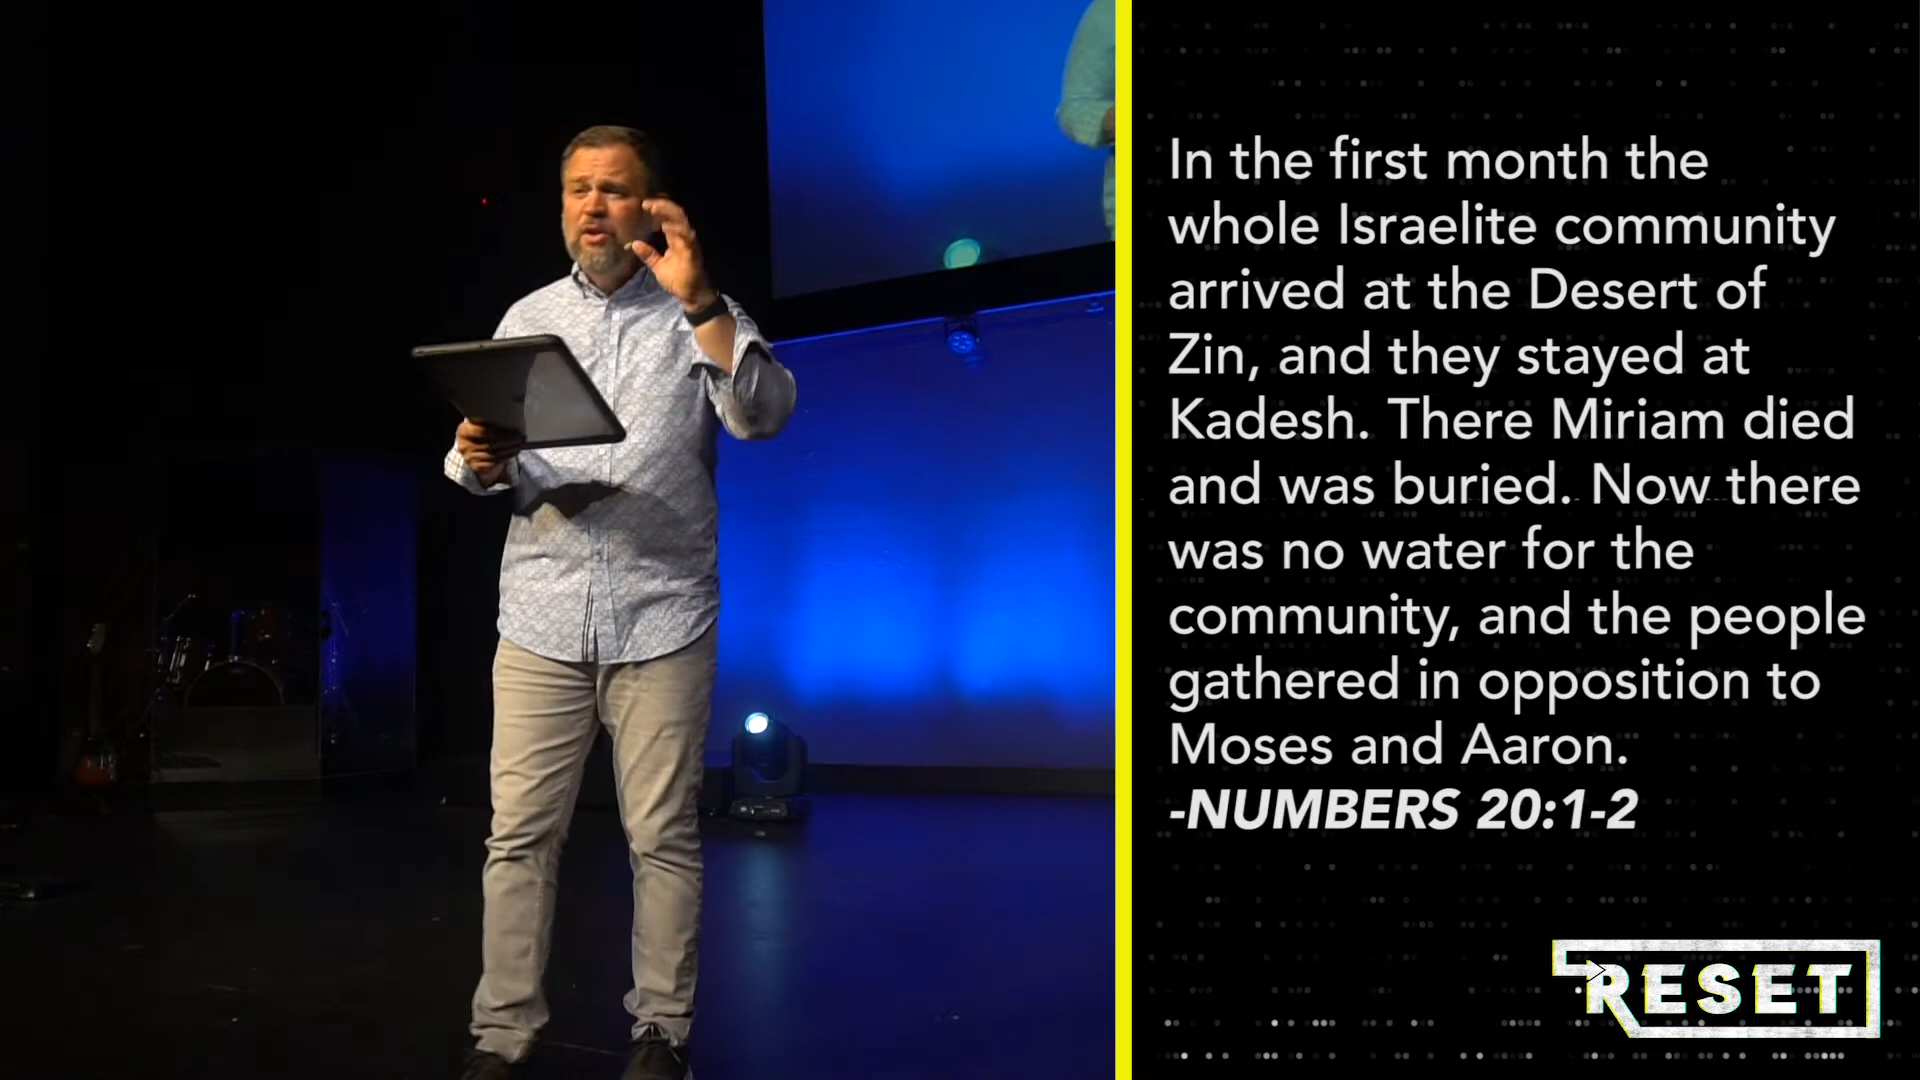 In the first month the
whole Israelite community
arrived at the Desert of
Zin, and they stayed at
Kadesh. There Miriam died
and was buried. Now there
was no water for the
community, and the people
gathered in opposition to
Moses and Aaron.
-NUMBERS 20:1-2
RESET